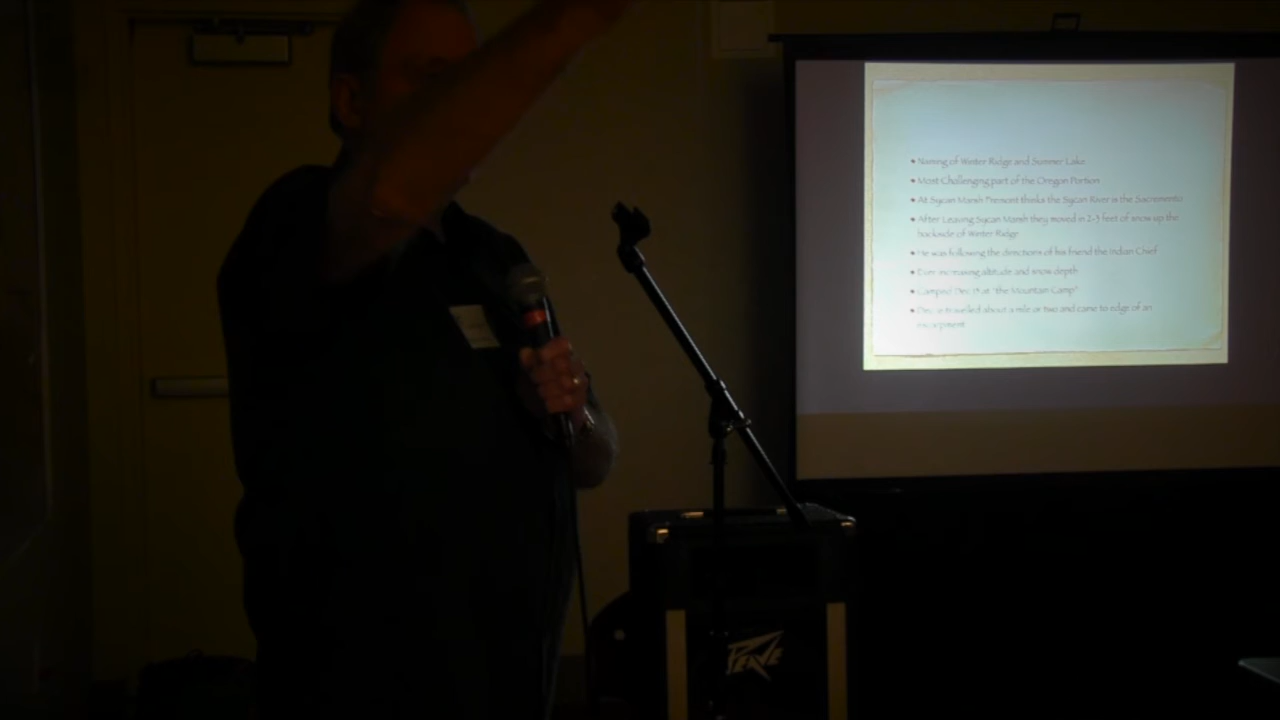 • Naming of Winter Ridge and Summer Lake
• Most Challenging part of the Oregon Portion
• At Sycan Marsh Fremont thinks the Sycan River is the Sacramento
• After Leaving Sycan Marsh they moved in 2-3 feet of snow up the
backside of Winter Ridge
• He was following the directions of his friend the Indian Chief
• Ever increasing altitude and snow depth
• Camped Dec 15 at "the Mountain Camp"
• Dec. travelled about a mile or two and came to edge of an
escarpment
PEAVEY